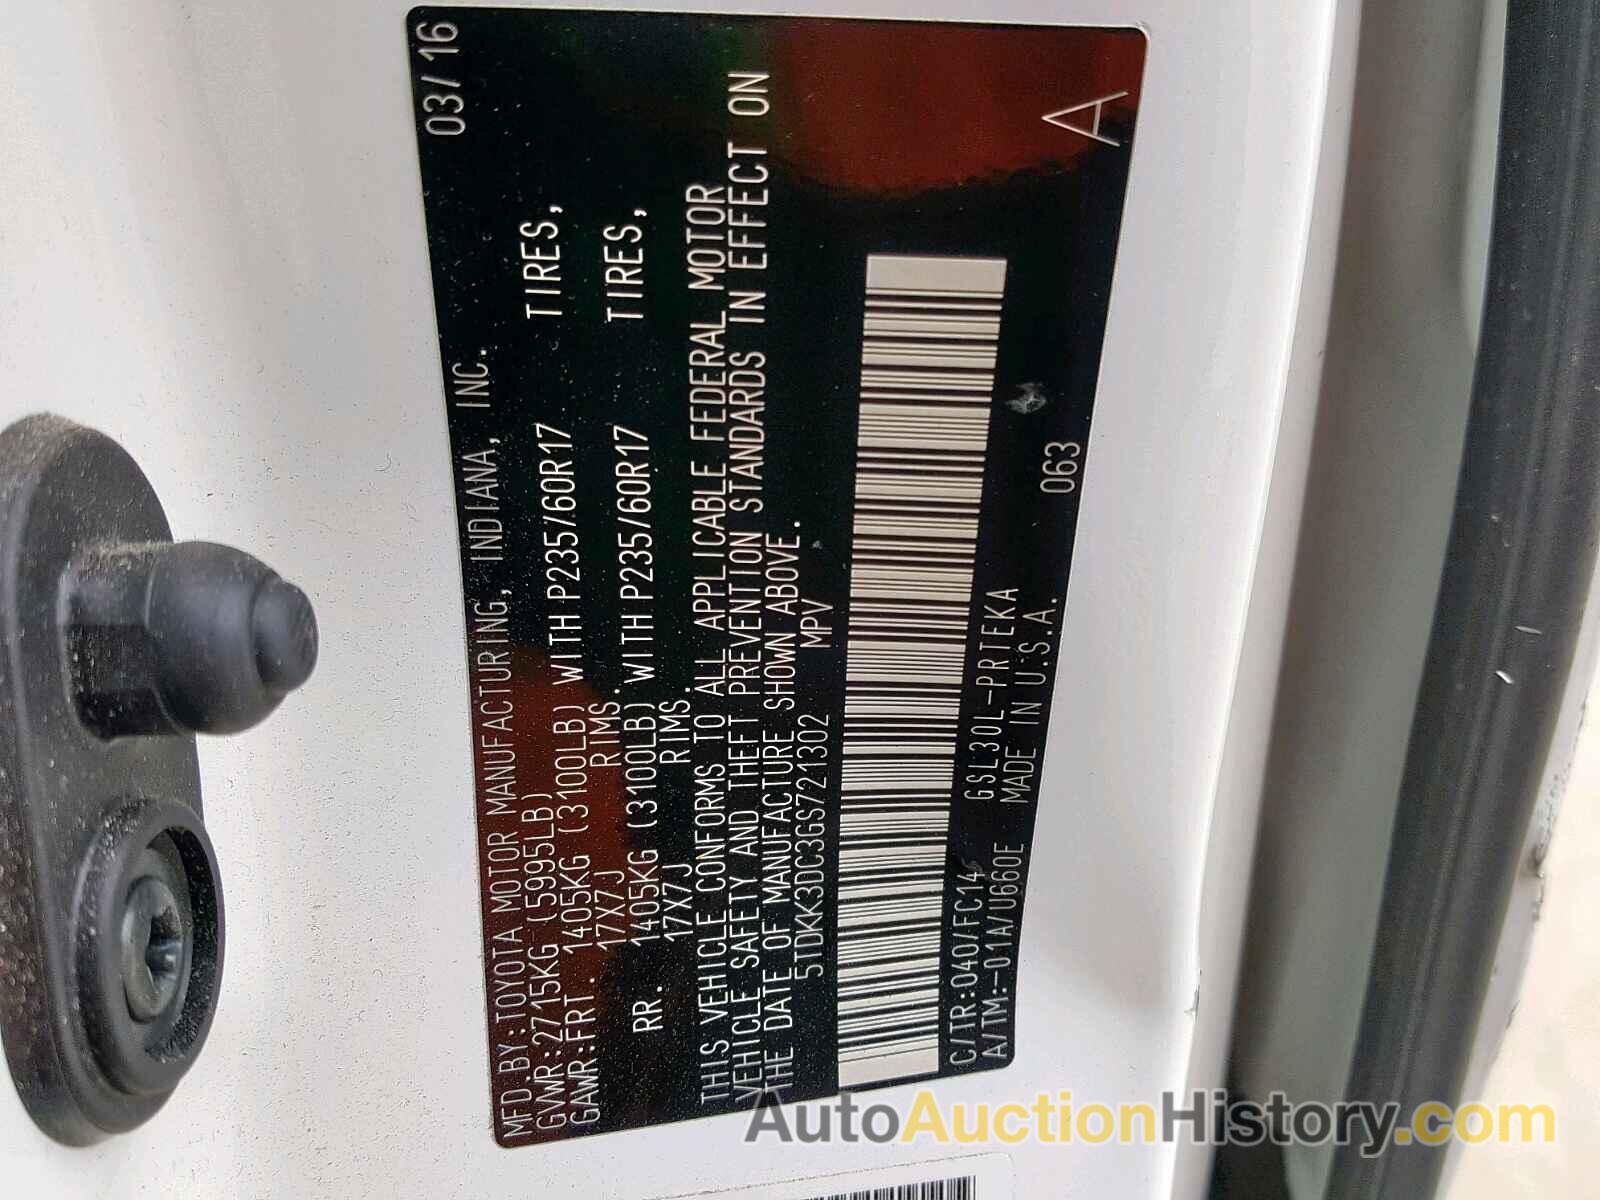 03/16
MFD.BY:TOYOTA MOTOR MANUFACTURING, INDIANA, INC.
GVWR:2715KG(5995LB)
GAWR:FRT. 1405KG(3100LB) WITH P235/60R17 TIRES,
17X7J RIMS.
RR. 1405KG(3100LB) WITH P235/60R17 TIRES,
17X7J RIMS.
THIS VEHICLE CONFORMS TO ALL APPLICABLE FEDERAL MOTOR
VEHICLE SAFETY AND THEFT PREVENTION STANDARDS IN EFFECT ON
THE DATE OF MANUFACTURE SHOWN ABOVE.
5TDKK3DC3GS721302 MPV
C/TR:040/FC14 GSL30L-PRTEKA 063 A
A/TM:-01A/U660E MADE IN U.S.A.
AutoAuctionHistory.com